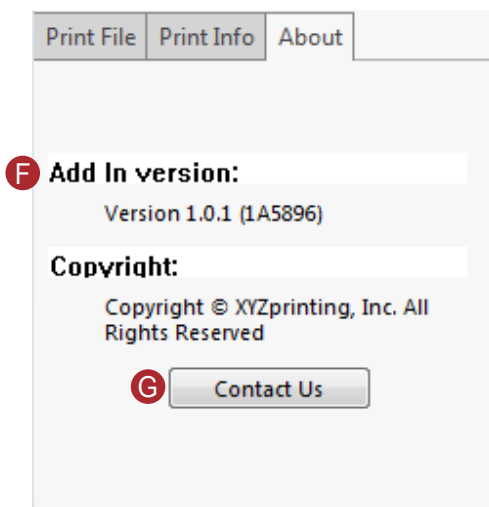 Print File Print Info About
F Add In version:
Version 1.0.1 (1A5896)
Copyright:
Copyright © XYZprinting, Inc. All
Rights Reserved
G Contact Us